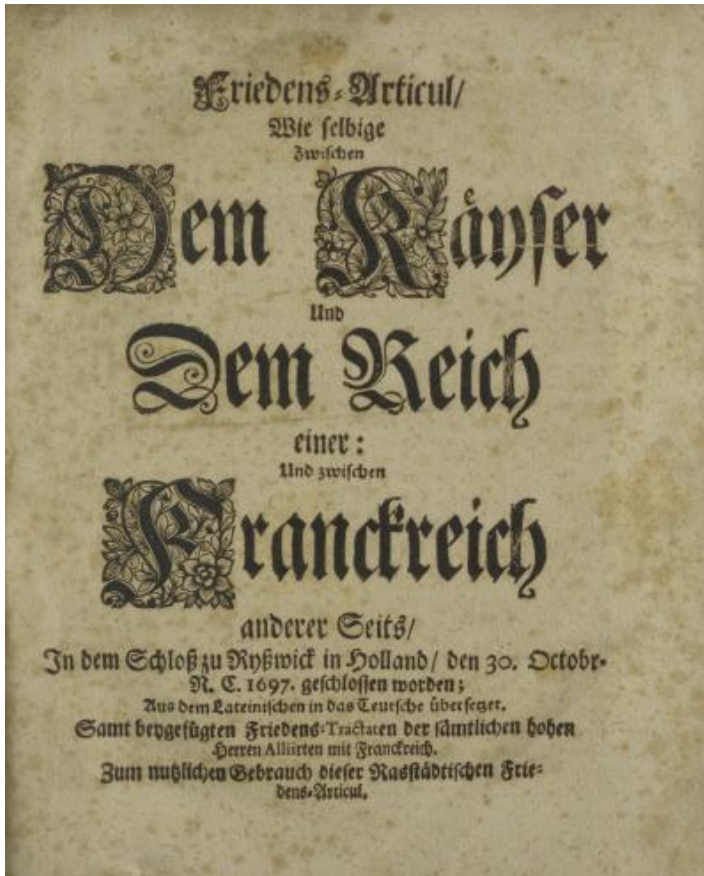 Friedens-Articul/
Wie selbige
Zwischen
Dem Käyser
Und
Dem Reich
einer:
Und zwischen
Franckreich
anderer Seits/
In dem Schloß zu Ryßwick in Holland/ den 30. Octobr.
N. C. 1697. geschlossen worden;
Aus dem Lateinischen in das Teutsche übersetzet.
Samt beygefügten Friedens-Tractaten der sämtlichen hohen
Herren Alliirten mit Franckreich.
Zum nutzlichen Gebrauch dieser Rasstädtischen Frie-
dens-Articul.